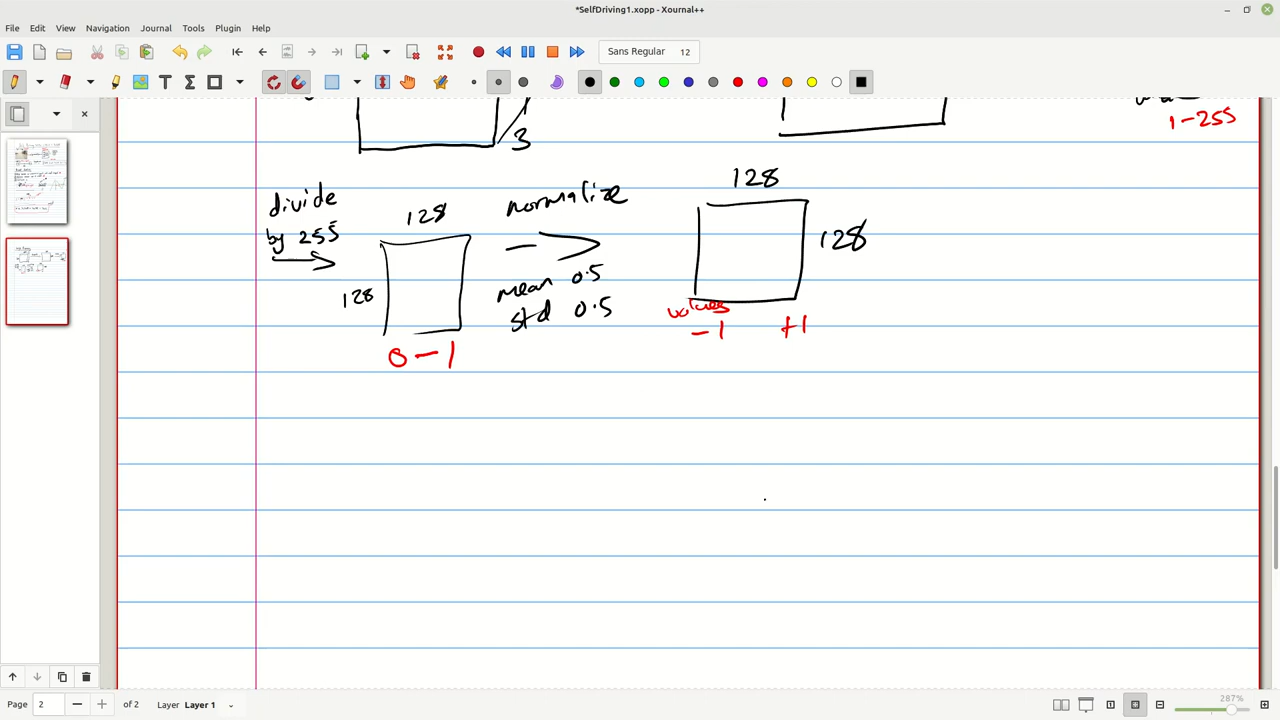 *SelfDriving1.xopp - Xournal++
File Edit View Navigation Journal Tools Plugin Help
Sans Regular 12
3
1-255
divide
by 255
128
128
0 - 1
normalize
mean 0.5
std 0.5
128
128
values
-1 +1
Page 2 of 2 Layer Layer 1
287%